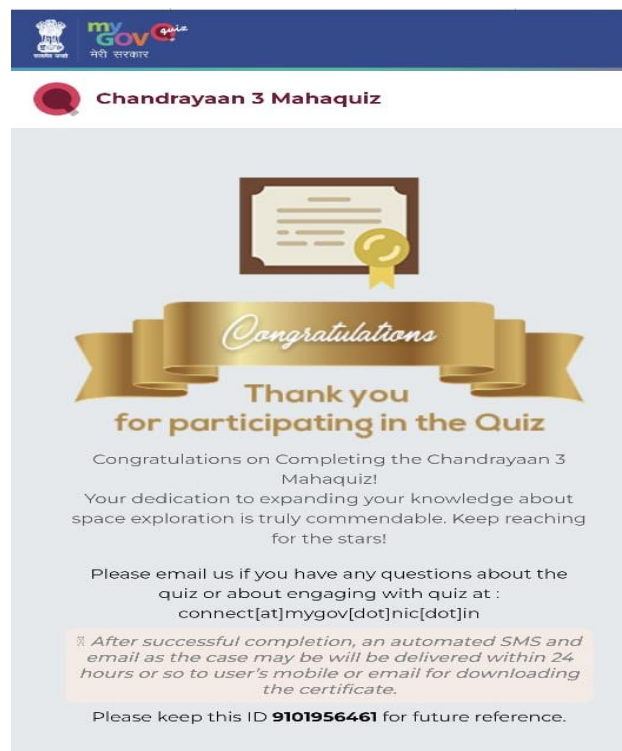 my quiz
GOV
सत्यमेव जयते
मेरी सरकार
Chandrayaan 3 Mahaquiz
Congratulations
Thank you
for participating in the Quiz
Congratulations on Completing the Chandrayaan 3
Mahaquiz!
Your dedication to expanding your knowledge about
space exploration is truly commendable. Keep reaching
for the stars!
Please email us if you have any questions about the
quiz or about engaging with quiz at :
connect[at]mygov[dot]nic[dot]in
After successful completion, an automated SMS and
email as the case may be will be delivered within 24
hours or so to user's mobile or email for downloading
the certificate.
Please keep this ID 9101956461 for future reference.